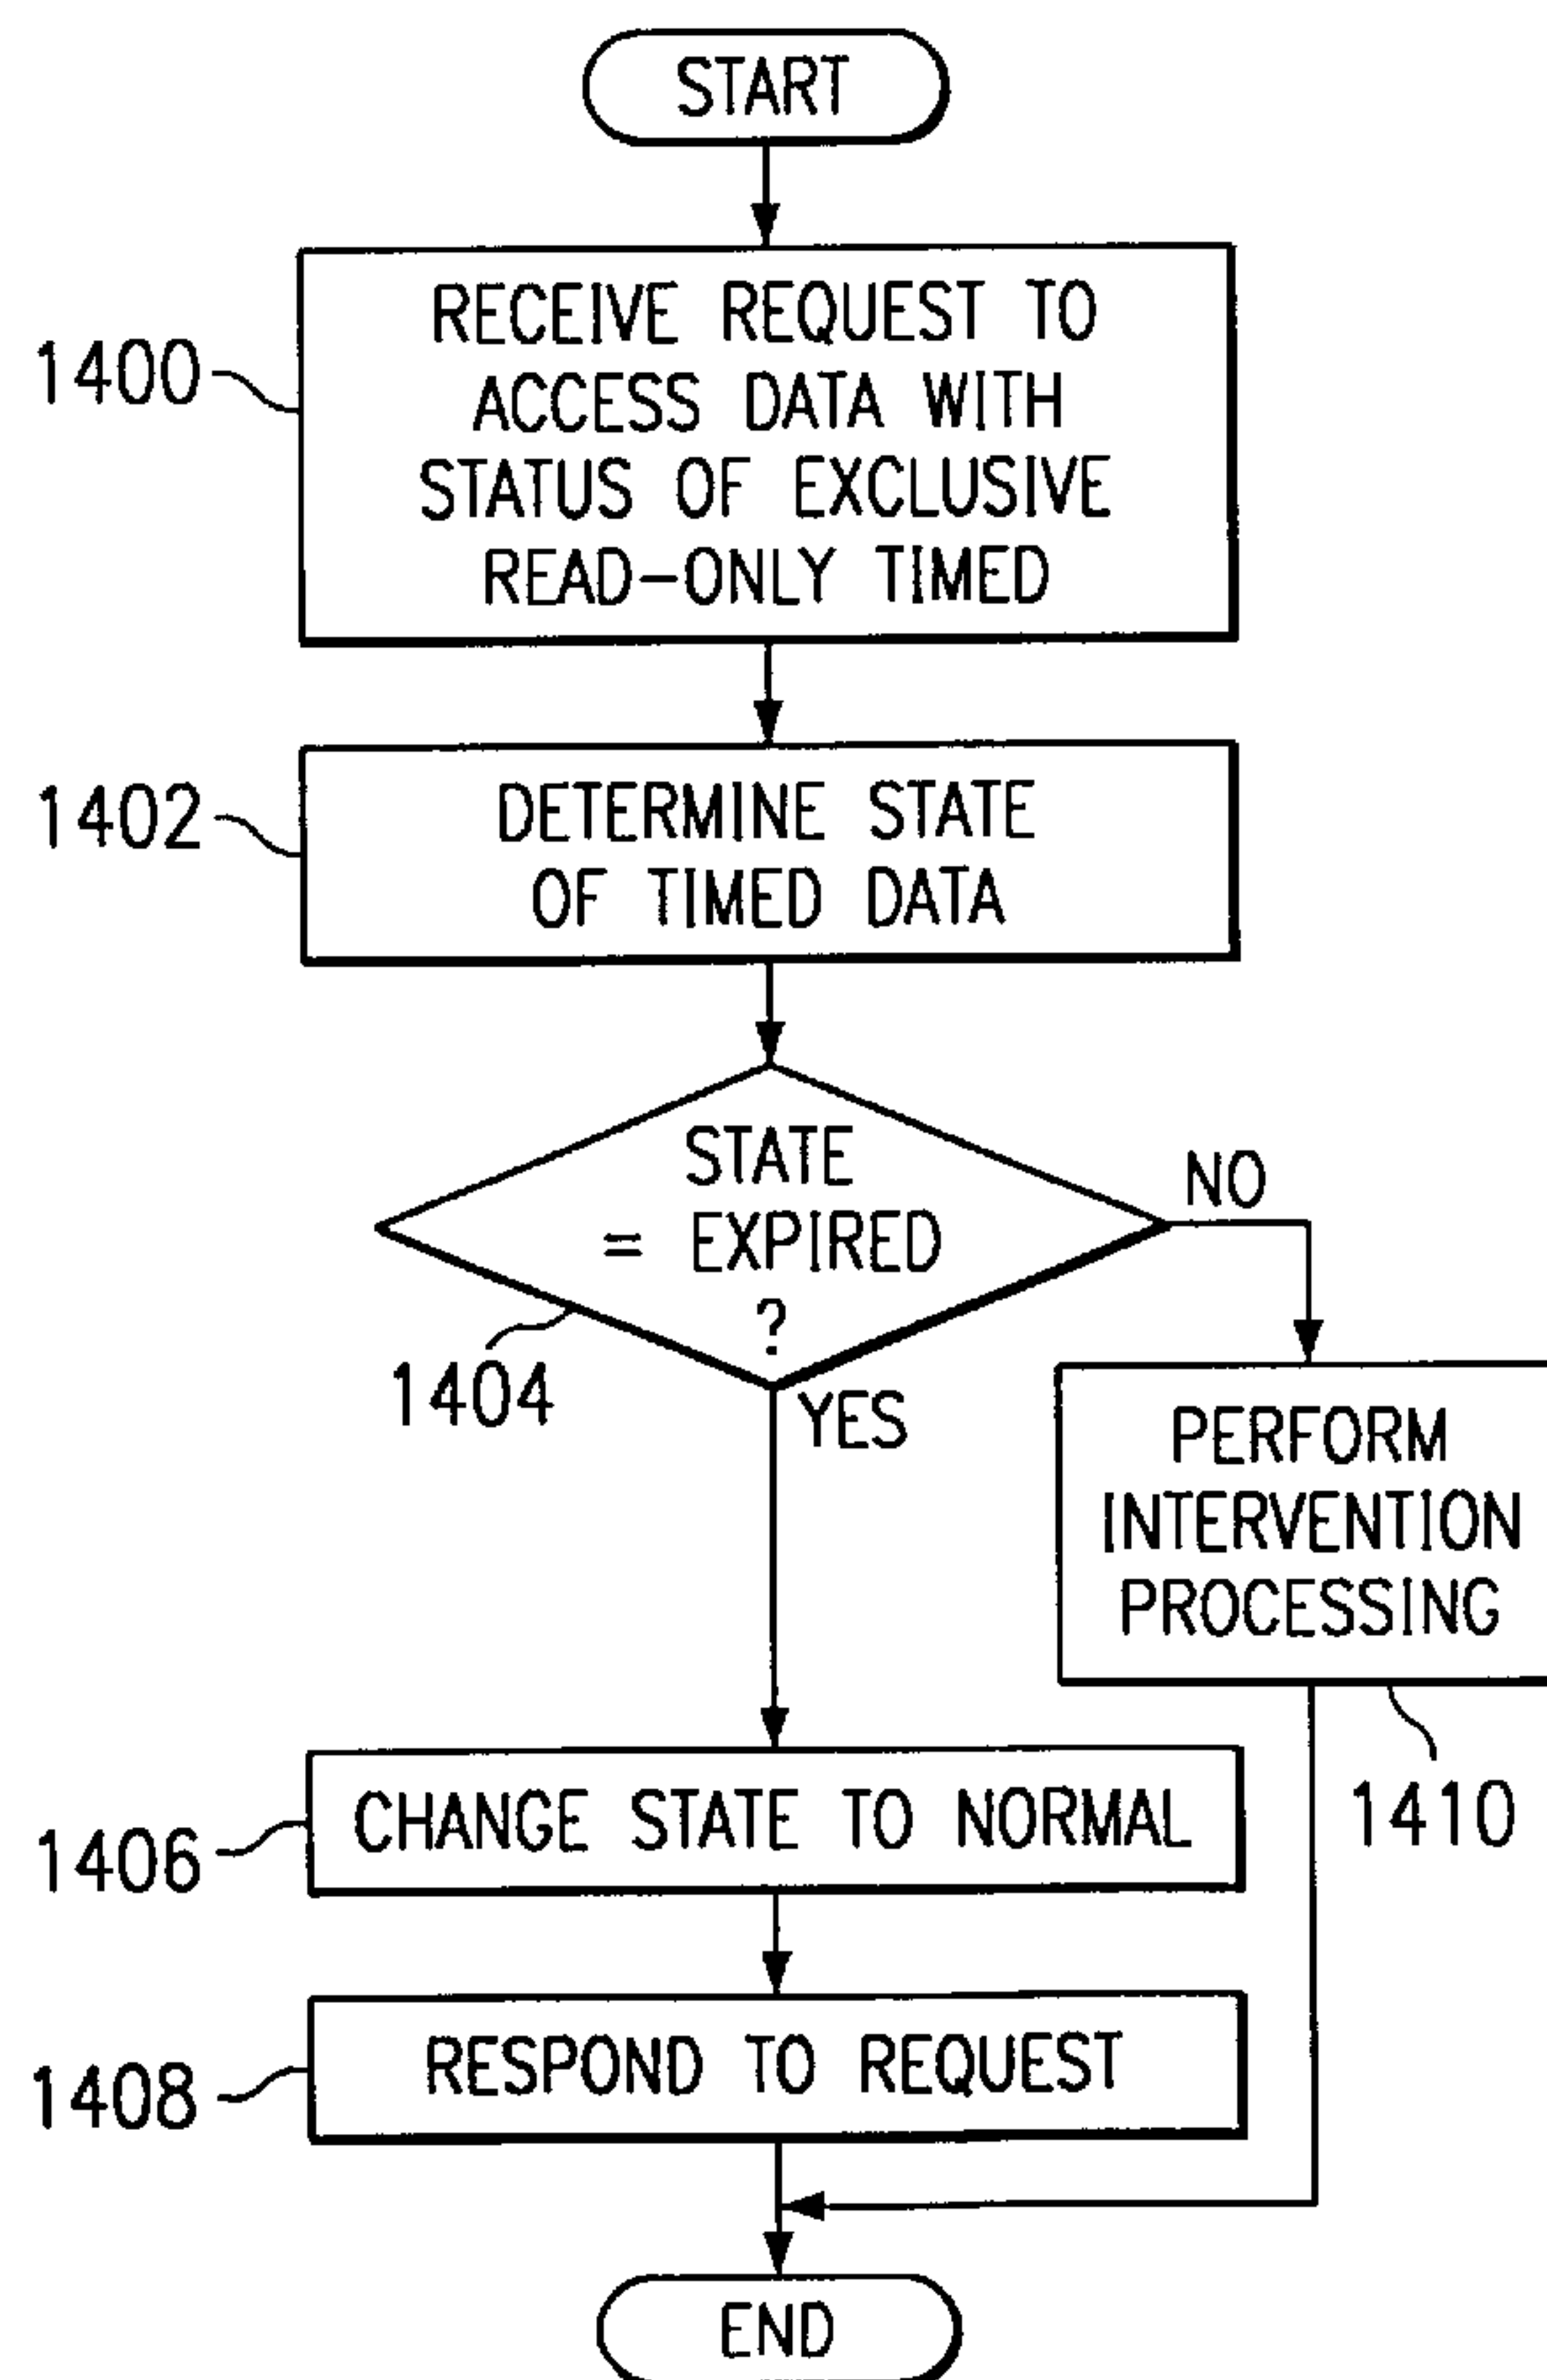 START
1400
RECEIVE REQUEST TO
ACCESS DATA WITH
STATUS OF EXCLUSIVE
READ-ONLY TIMED
1402
DETERMINE STATE
OF TIMED DATA
STATE
= EXPIRED
?
NO
1404
YES
PERFORM
INTERVENTION
PROCESSING
1410
1406
CHANGE STATE TO NORMAL
1408
RESPOND TO REQUEST
END